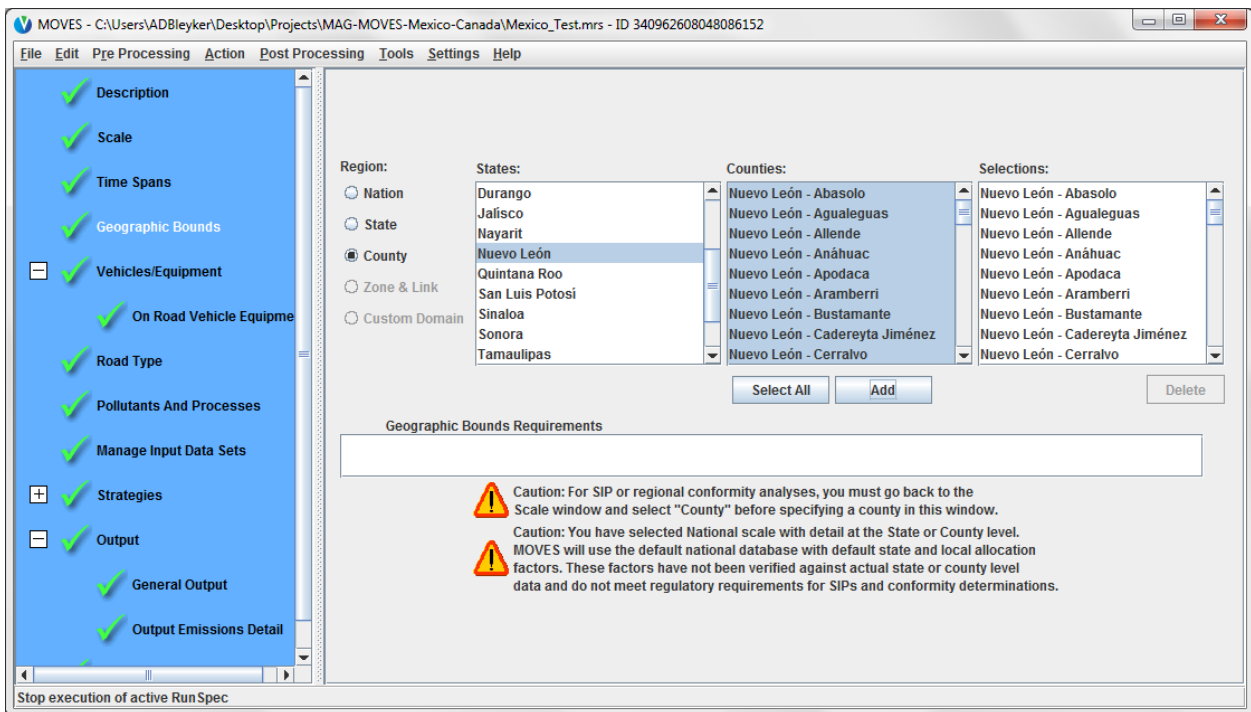 MOVES - C:\Users\ADBleyker\Desktop\Projects\MAG-MOVES-Mexico-Canada\Mexico_Test.mrs - ID 340962608048086152
File Edit Pre Processing Action Post Processing Tools Settings Help
Description
Scale
Time Spans
Geographic Bounds
Vehicles/Equipment
On Road Vehicle Equipme
Road Type
Pollutants And Processes
Manage Input Data Sets
Strategies
Output
General Output
Output Emissions Detail
Region:
Nation
State
County
Zone & Link
Custom Domain
States:
Durango
Jalisco
Nayarit
Nuevo León
Quintana Roo
San Luis Potosí
Sinaloa
Sonora
Tamaulipas
Counties:
Nuevo León - Abasolo
Nuevo León - Agualeguas
Nuevo León - Allende
Nuevo León - Anáhuac
Nuevo León - Apodaca
Nuevo León - Aramberri
Nuevo León - Bustamante
Nuevo León - Cadereyta Jiménez
Nuevo León - Cerralvo
Selections:
Nuevo León - Abasolo
Nuevo León - Agualeguas
Nuevo León - Allende
Nuevo León - Anáhuac
Nuevo León - Apodaca
Nuevo León - Aramberri
Nuevo León - Bustamante
Nuevo León - Cadereyta Jiménez
Nuevo León - Cerralvo
Select All Add Delete
Geographic Bounds Requirements
Caution: For SIP or regional conformity analyses, you must go back to the
Scale window and select "County" before specifying a county in this window.
Caution: You have selected National scale with detail at the State or County level.
MOVES will use the default national database with default state and local allocation
factors. These factors have not been verified against actual state or county level
data and do not meet regulatory requirements for SIPs and conformity determinations.
Stop execution of active RunSpec